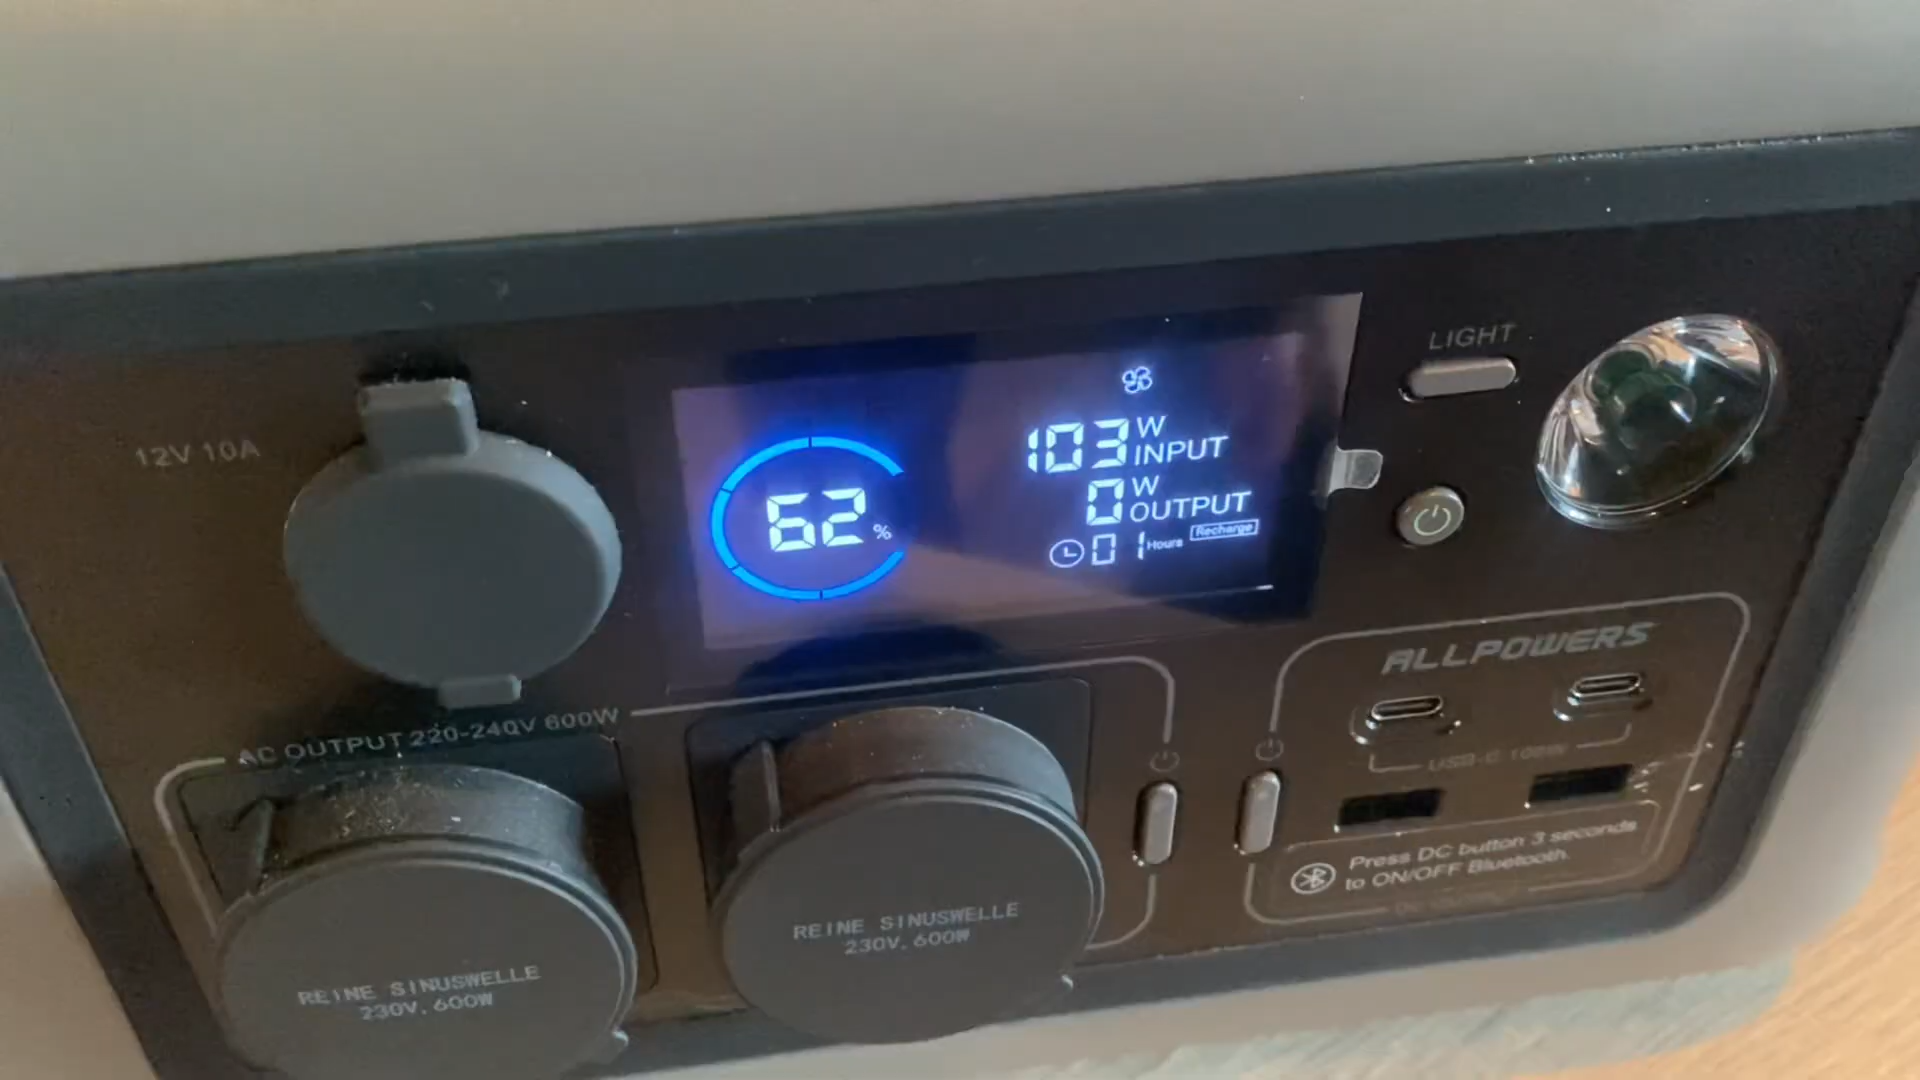 LIGHT
12V 10A
62%
103 W INPUT
0 W OUTPUT
01 Hours Recharge
ALLPOWERS
AC OUTPUT 220-240V 600W
USB-C 100W
Press DC button 3 seconds
to ON/OFF Bluetooth.
REINE SINUSWELLE
230V, 600W
REINE SINUSWELLE
230V, 600W